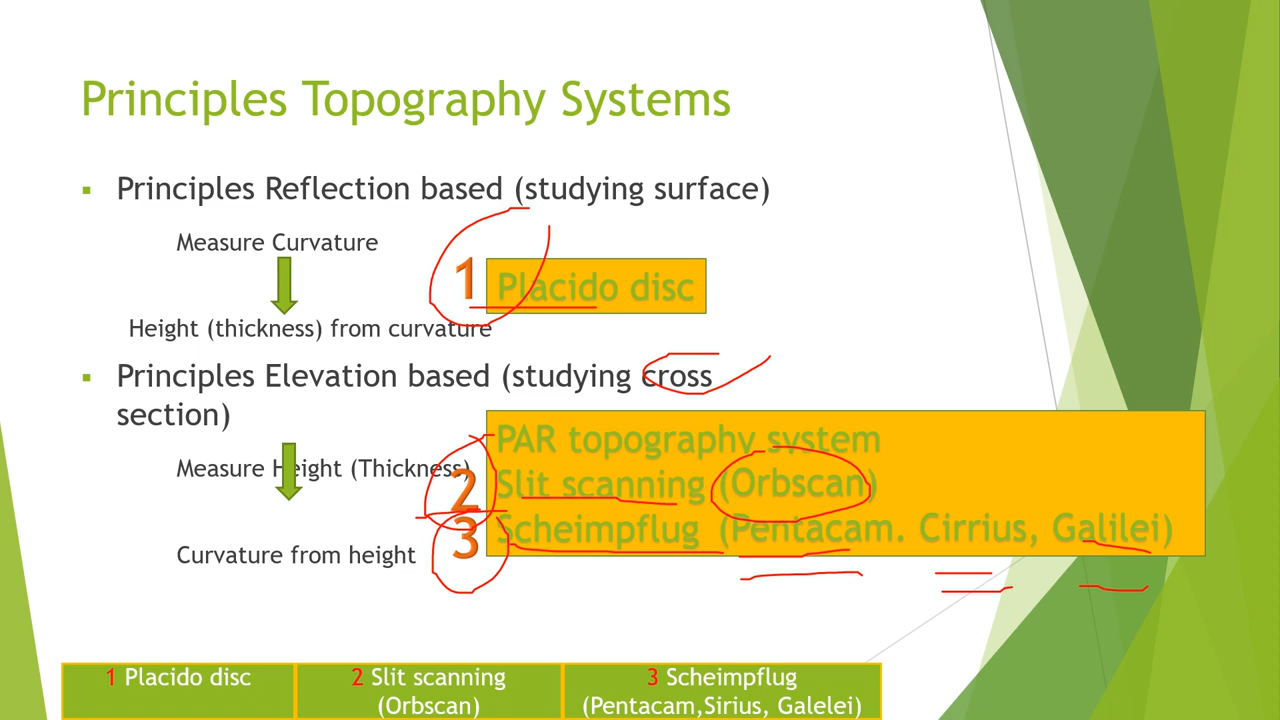 Principles Topography Systems
Principles Reflection based (studying surface)
Measure Curvature
1 Placido disc
Height (thickness) from curvature
Principles Elevation based (studying cross
section)
PAR topography system
Measure Height (Thickness)
2 Slit scanning (Orbscan)
3 Scheimpflug (Pentacam. Cirrius, Galilei)
Curvature from height
1 Placido disc
2 Slit scanning
(Orbscan)
3 Scheimpflug
(Pentacam,Sirius, Galelei)